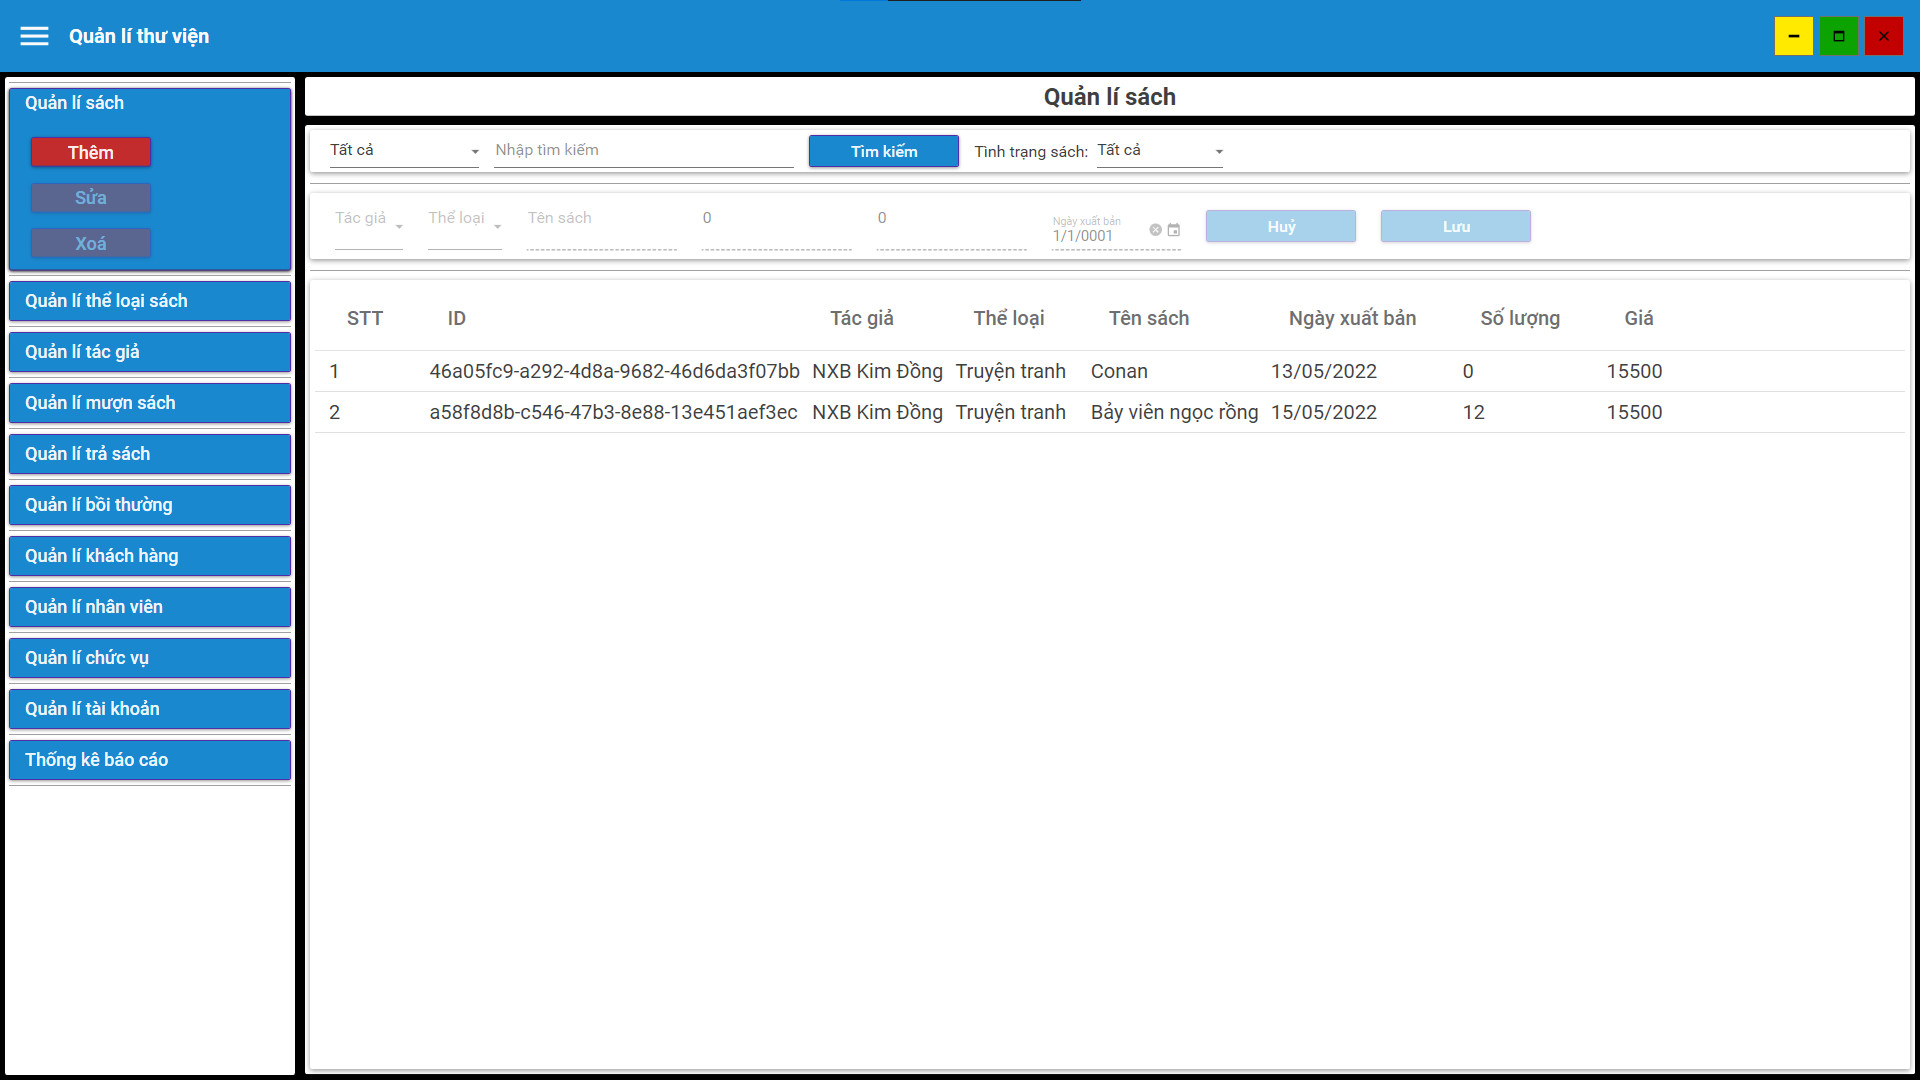 Quản lí thư viện
Quản lí sách
Thêm
Sửa
Xoá
Quản lí thể loại sách
Quản lí tác giả
Quản lí mượn sách
Quản lí trả sách
Quản lí bồi thường
Quản lí khách hàng
Quản lí nhân viên
Quản lí chức vụ
Quản lí tài khoản
Thống kê báo cáo
Quản lí sách
Tất cả Nhập tìm kiếm Tìm kiếm Tình trạng sách: Tất cả
Tác giả Thể loại Tên sách 0 0 Ngày xuất bản 1/1/0001 Huỷ Lưu
STT ID Tác giả Thể loại Tên sách Ngày xuất bản Số lượng Giá
1 46a05fc9-a292-4d8a-9682-46d6da3f07bb NXB Kim Đồng Truyện tranh Conan 13/05/2022 0 15500
2 a58f8d8b-c546-47b3-8e88-13e451aef3ec NXB Kim Đồng Truyện tranh Bảy viên ngọc rồng 15/05/2022 12 15500